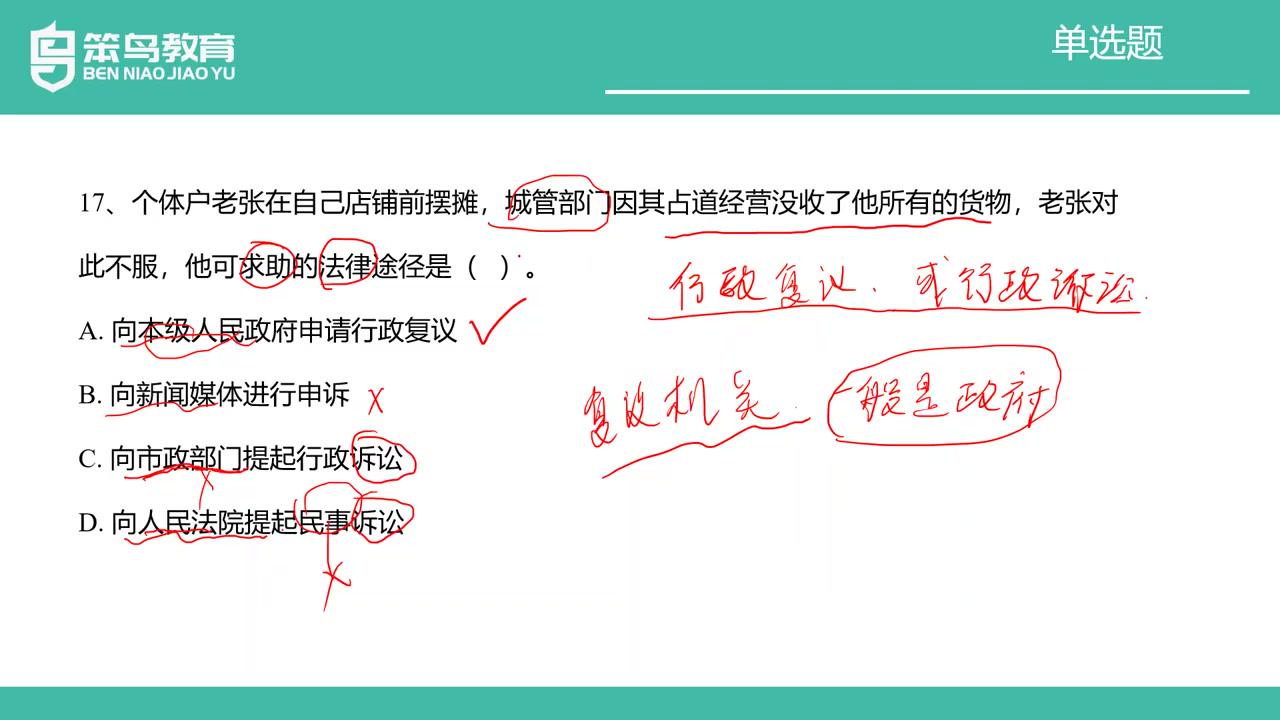 笨鸟教育
BEN NIAO JIAO YU
单选题
17、个体户老张在自己店铺前摆摊，城管部门因其占道经营没收了他所有的货物，老张对
此不服，他可求助的法律途径是（ ）。
行政复议、或行政诉讼.
A. 向本级人民政府申请行政复议
复议机关. 一般是政府
B. 向新闻媒体进行申诉
C. 向市政部门提起行政诉讼
D. 向人民法院提起民事诉讼